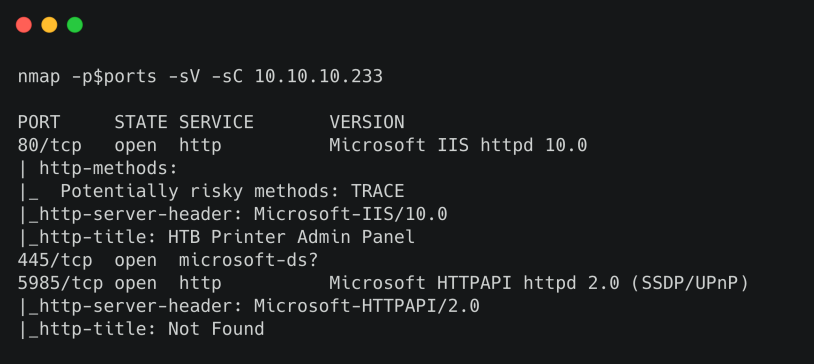 nmap -p$ports -sV -sC 10.10.10.233
PORT     STATE SERVICE       VERSION
80/tcp   open  http          Microsoft IIS httpd 10.0
| http-methods:
|_  Potentially risky methods: TRACE
|_http-server-header: Microsoft-IIS/10.0
|_http-title: HTB Printer Admin Panel
445/tcp  open  microsoft-ds?
5985/tcp open  http          Microsoft HTTPAPI httpd 2.0 (SSDP/UPnP)
|_http-server-header: Microsoft-HTTPAPI/2.0
|_http-title: Not Found